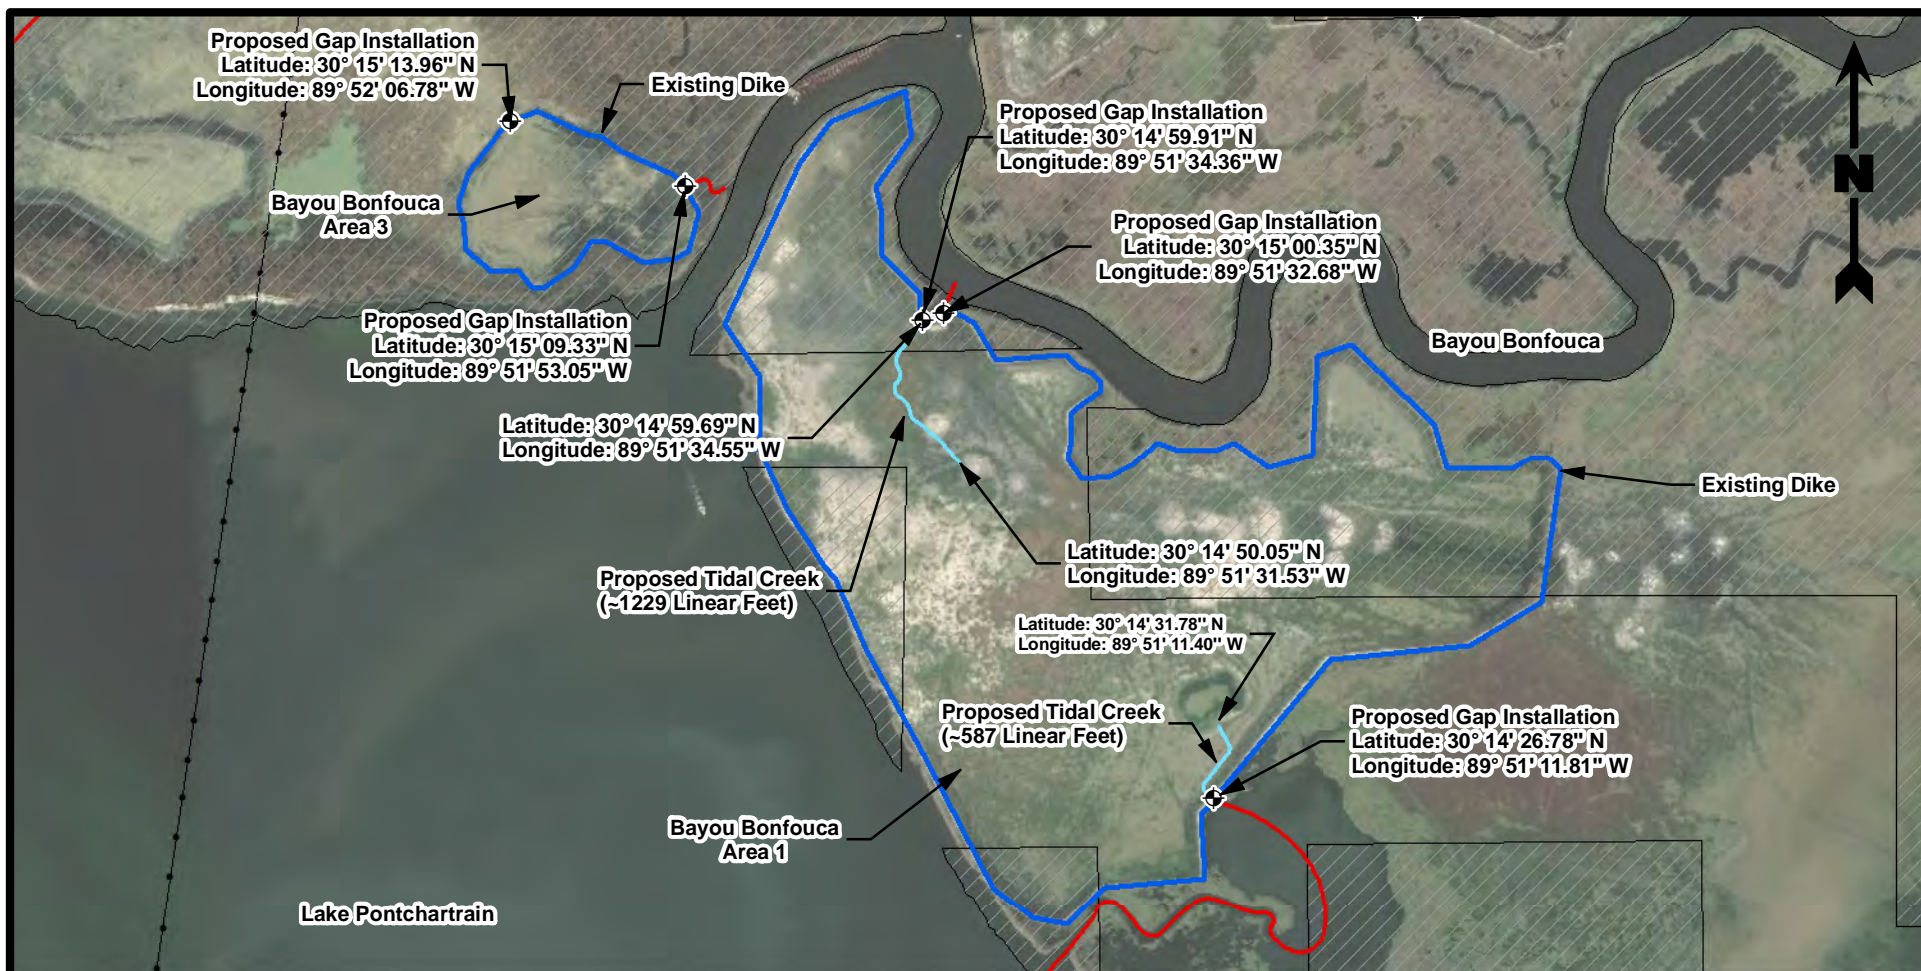 Proposed Gap Installation
Latitude: 30° 15' 13.96" N
Longitude: 89° 52' 06.78" W
Existing Dike
Proposed Gap Installation
Latitude: 30° 14' 59.91" N
Longitude: 89° 51' 34.36" W
N
Bayou Bonfouca
Area 3
Proposed Gap Installation
Latitude: 30° 15' 00.35" N
Longitude: 89° 51' 32.68" W
Proposed Gap Installation
Latitude: 30° 15' 09.33" N
Longitude: 89° 51' 53.05" W
Bayou Bonfouca
Latitude: 30° 14' 59.69" N
Longitude: 89° 51' 34.55" W
Existing Dike
Latitude: 30° 14' 50.05" N
Longitude: 89° 51' 31.53" W
Proposed Tidal Creek
(~1229 Linear Feet)
Latitude: 30° 14' 31.78" N
Longitude: 89° 51' 11.40" W
Proposed Tidal Creek
(~587 Linear Feet)
Proposed Gap Installation
Latitude: 30° 14' 26.78" N
Longitude: 89° 51' 11.81" W
Bayou Bonfouca
Area 1
Lake Pontchartrain